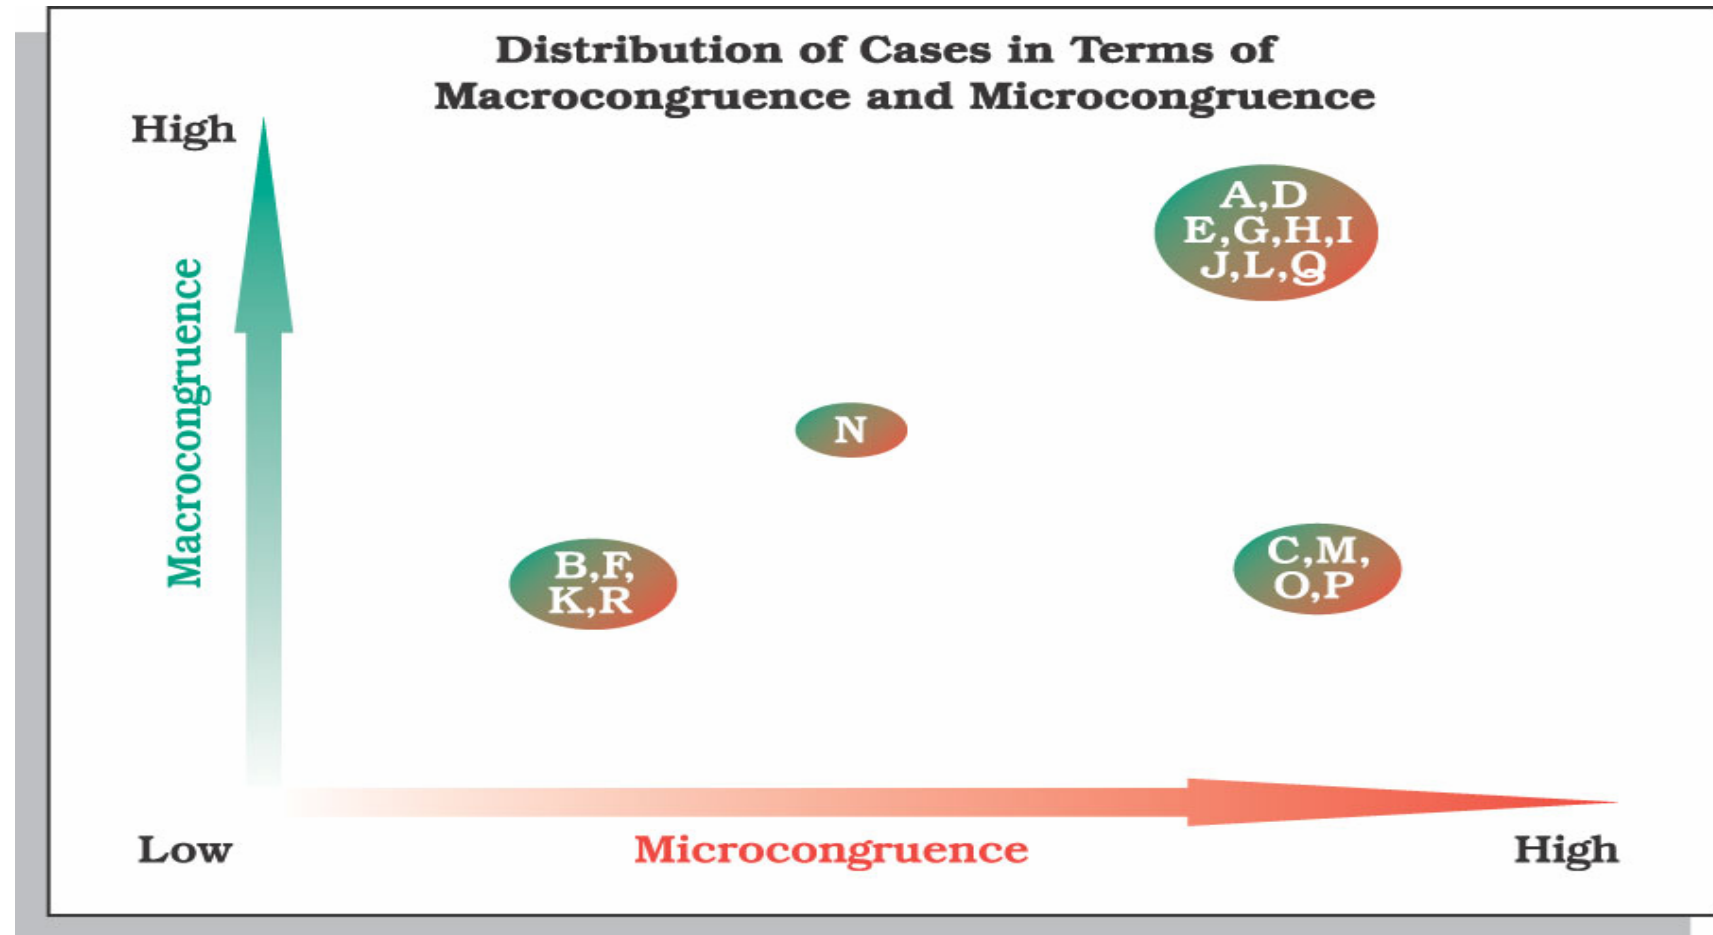 Distribution of Cases in Terms of
Macrocongruence and Microcongruence
High
Macrocongruence
A,D
E,G,H,I
J,L,Q
N
B,F,
K,R
C,M,
O,P
Low
Microcongruence
High